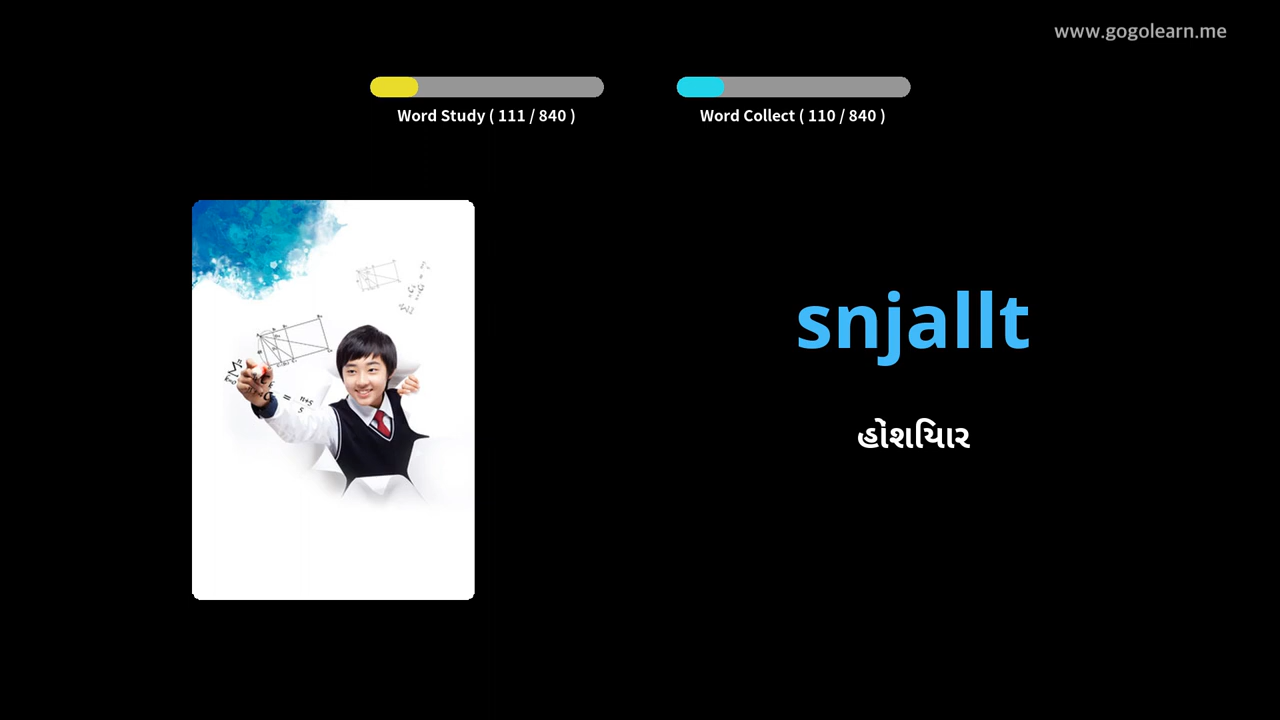 www.gogolearn.me
Word Study ( 111 / 840 )
Word Collect ( 110 / 840 )
snjallt
હોંશિયાર